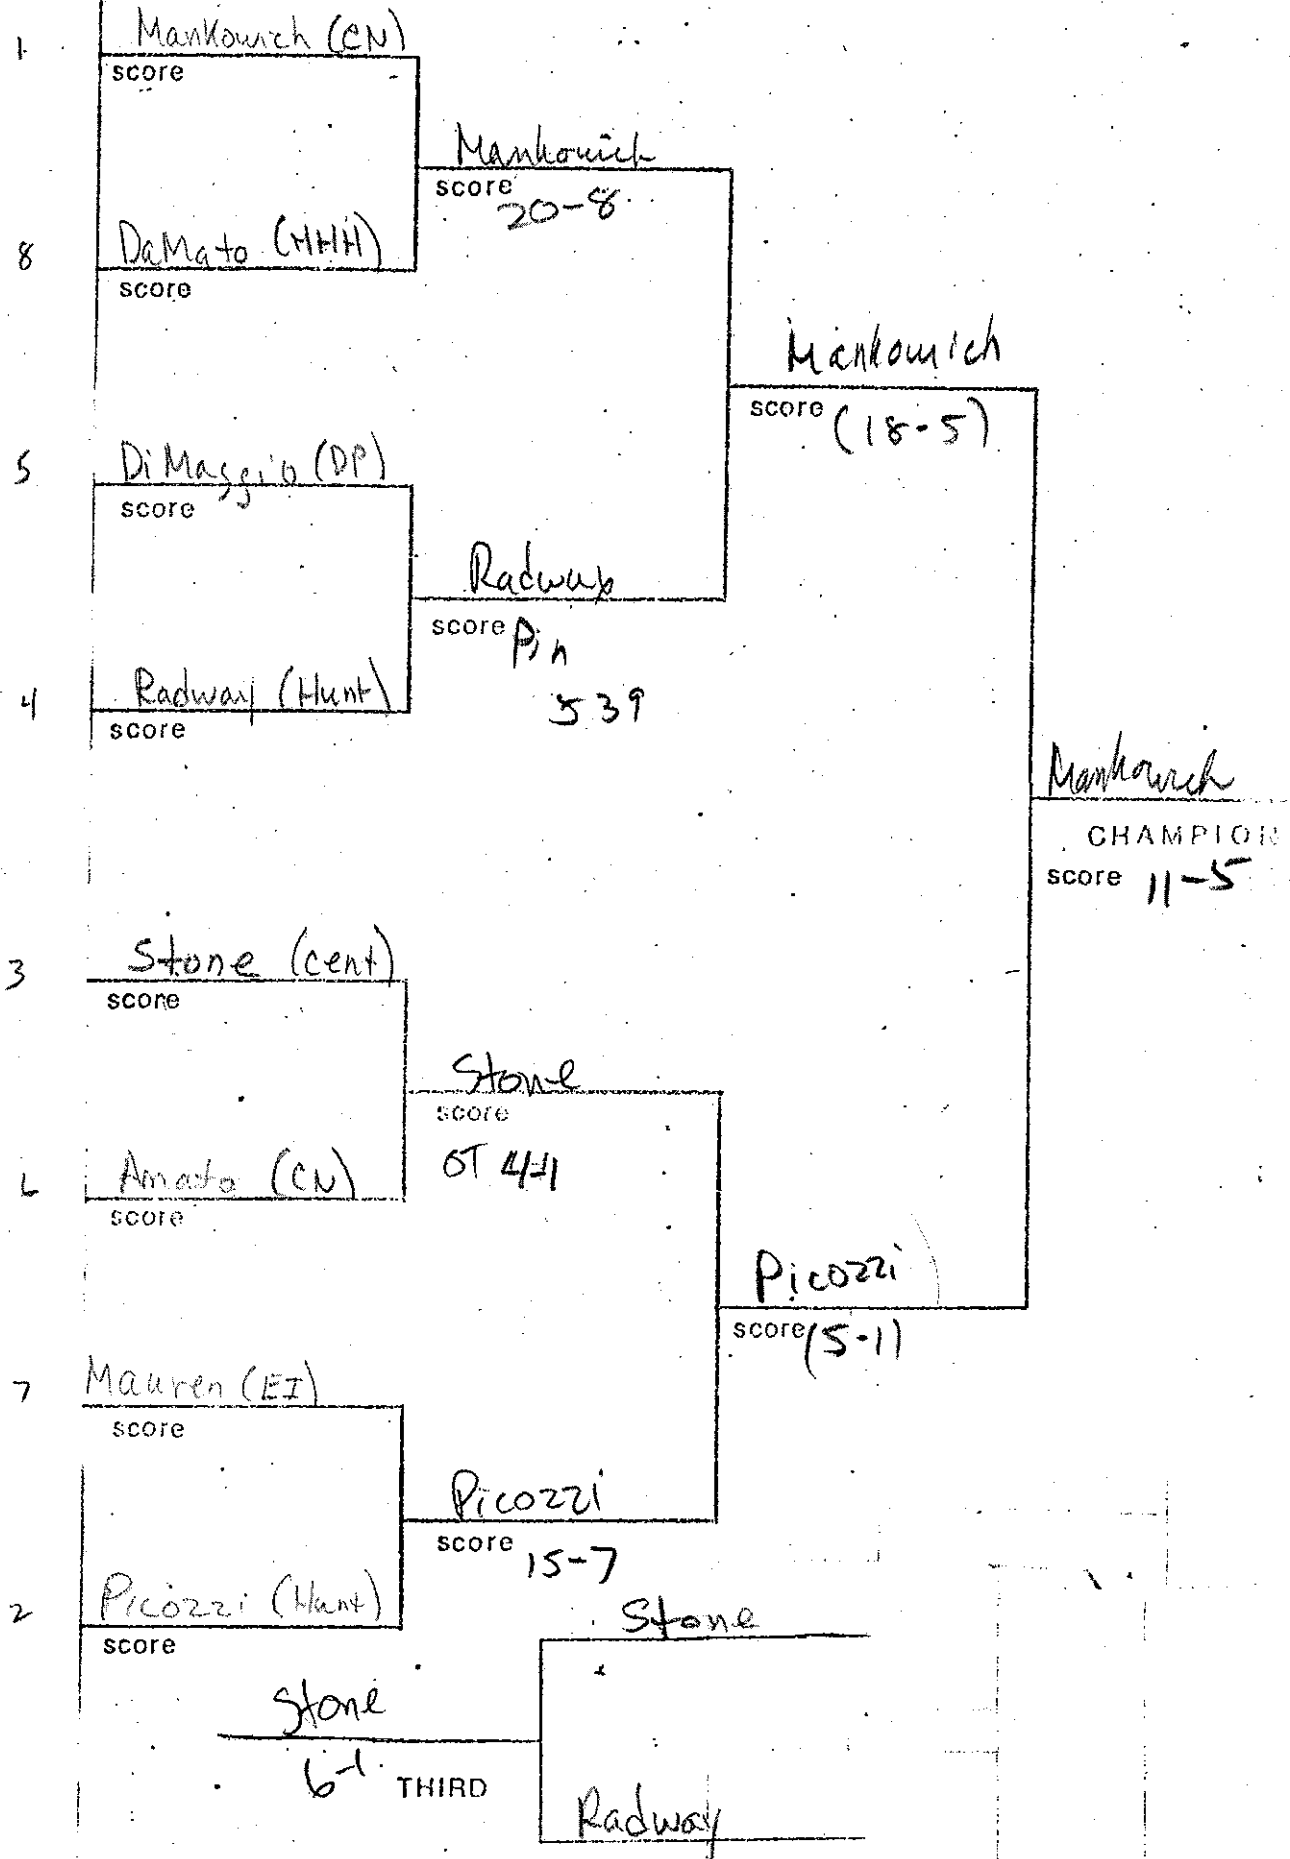 1 Mankowich (CN)
score
Mankowich
score
20-8
8 DaMato (HHH)
score
Mankowich
score (18-5)
5 DiMaggio (DP)
score
Radway
score Pin
5 39
4 Radway (Hunt)
score
Mankowich
CHAMPION
score 11-5
3 Stone (Cent)
score
Stone
score
OT
6 Amato (CN)
score
Picozzi
score (5-1)
7 Mauren (EI)
score
Picozzi
score 15-7
2 Picozzi (Hunt)
score
Stone
Stone
6-1 THIRD
Radway